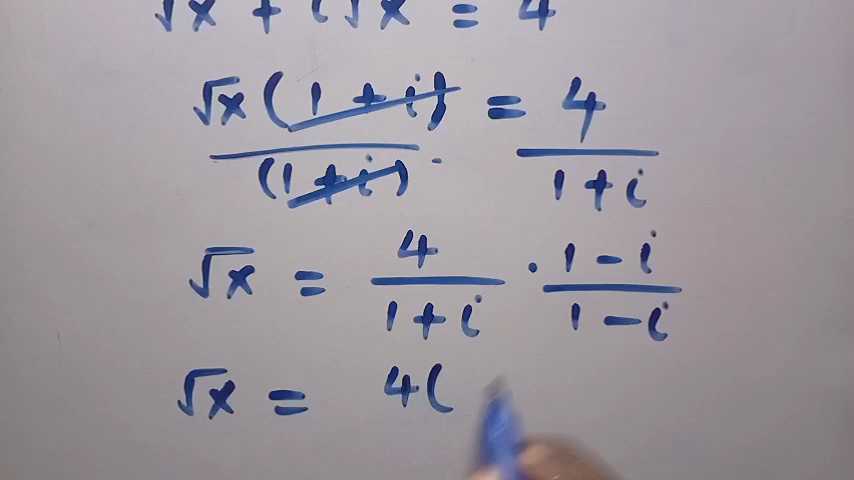 √x + i√x = 4
√x (1 + i) = 4
(1 + i) . 1 + i
√x = 4 . 1 - i
1 + i 1 - i
√x = 4(